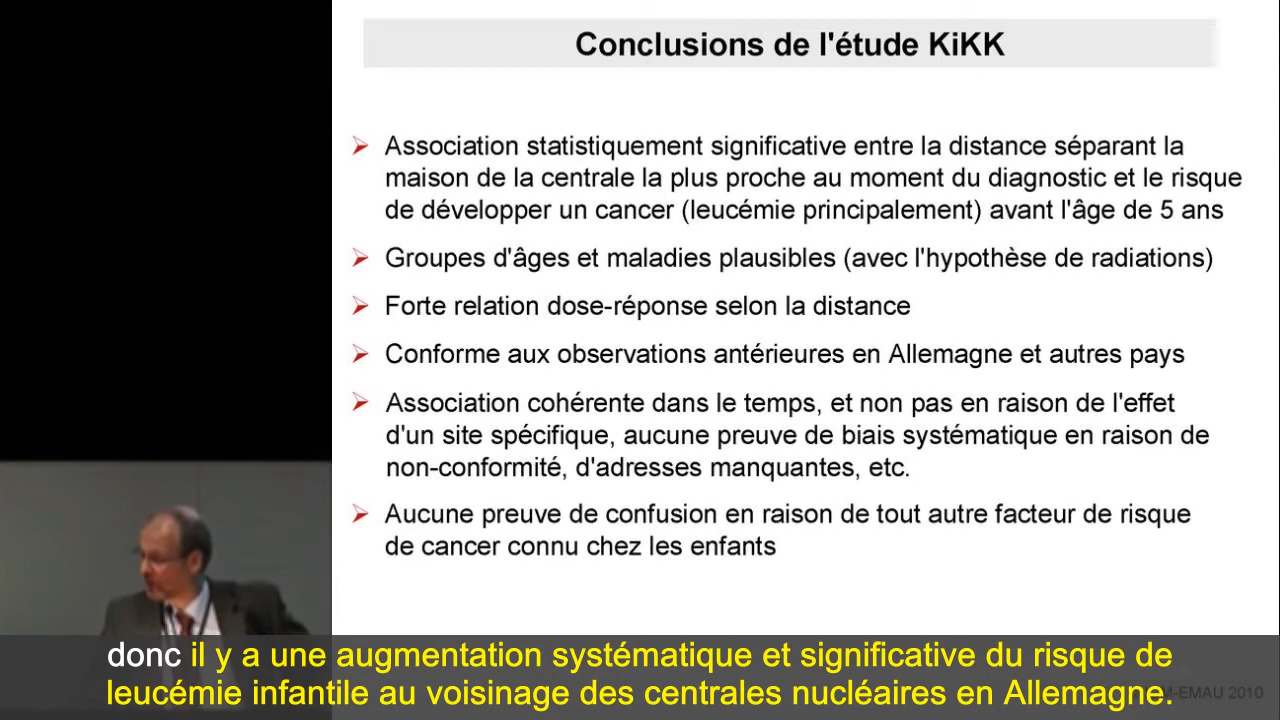 Conclusions de l'étude KiKK
Association statistiquement significative entre la distance séparant la
maison de la centrale la plus proche au moment du diagnostic et le risque
de développer un cancer (leucémie principalement) avant l'âge de 5 ans
Groupes d'âges et maladies plausibles (avec l'hypothèse de radiations)
Forte relation dose-réponse selon la distance
Conforme aux observations antérieures en Allemagne et autres pays
Association cohérente dans le temps, et non pas en raison de l'effet
d'un site spécifique, aucune preuve de biais systématique en raison de
non-conformité, d'adresses manquantes, etc.
Aucune preuve de confusion en raison de tout autre facteur de risque
de cancer connu chez les enfants
donc il y a une augmentation systématique et significative du risque de
leucémie infantile au voisinage des centrales nucléaires en Allemagne.
2010